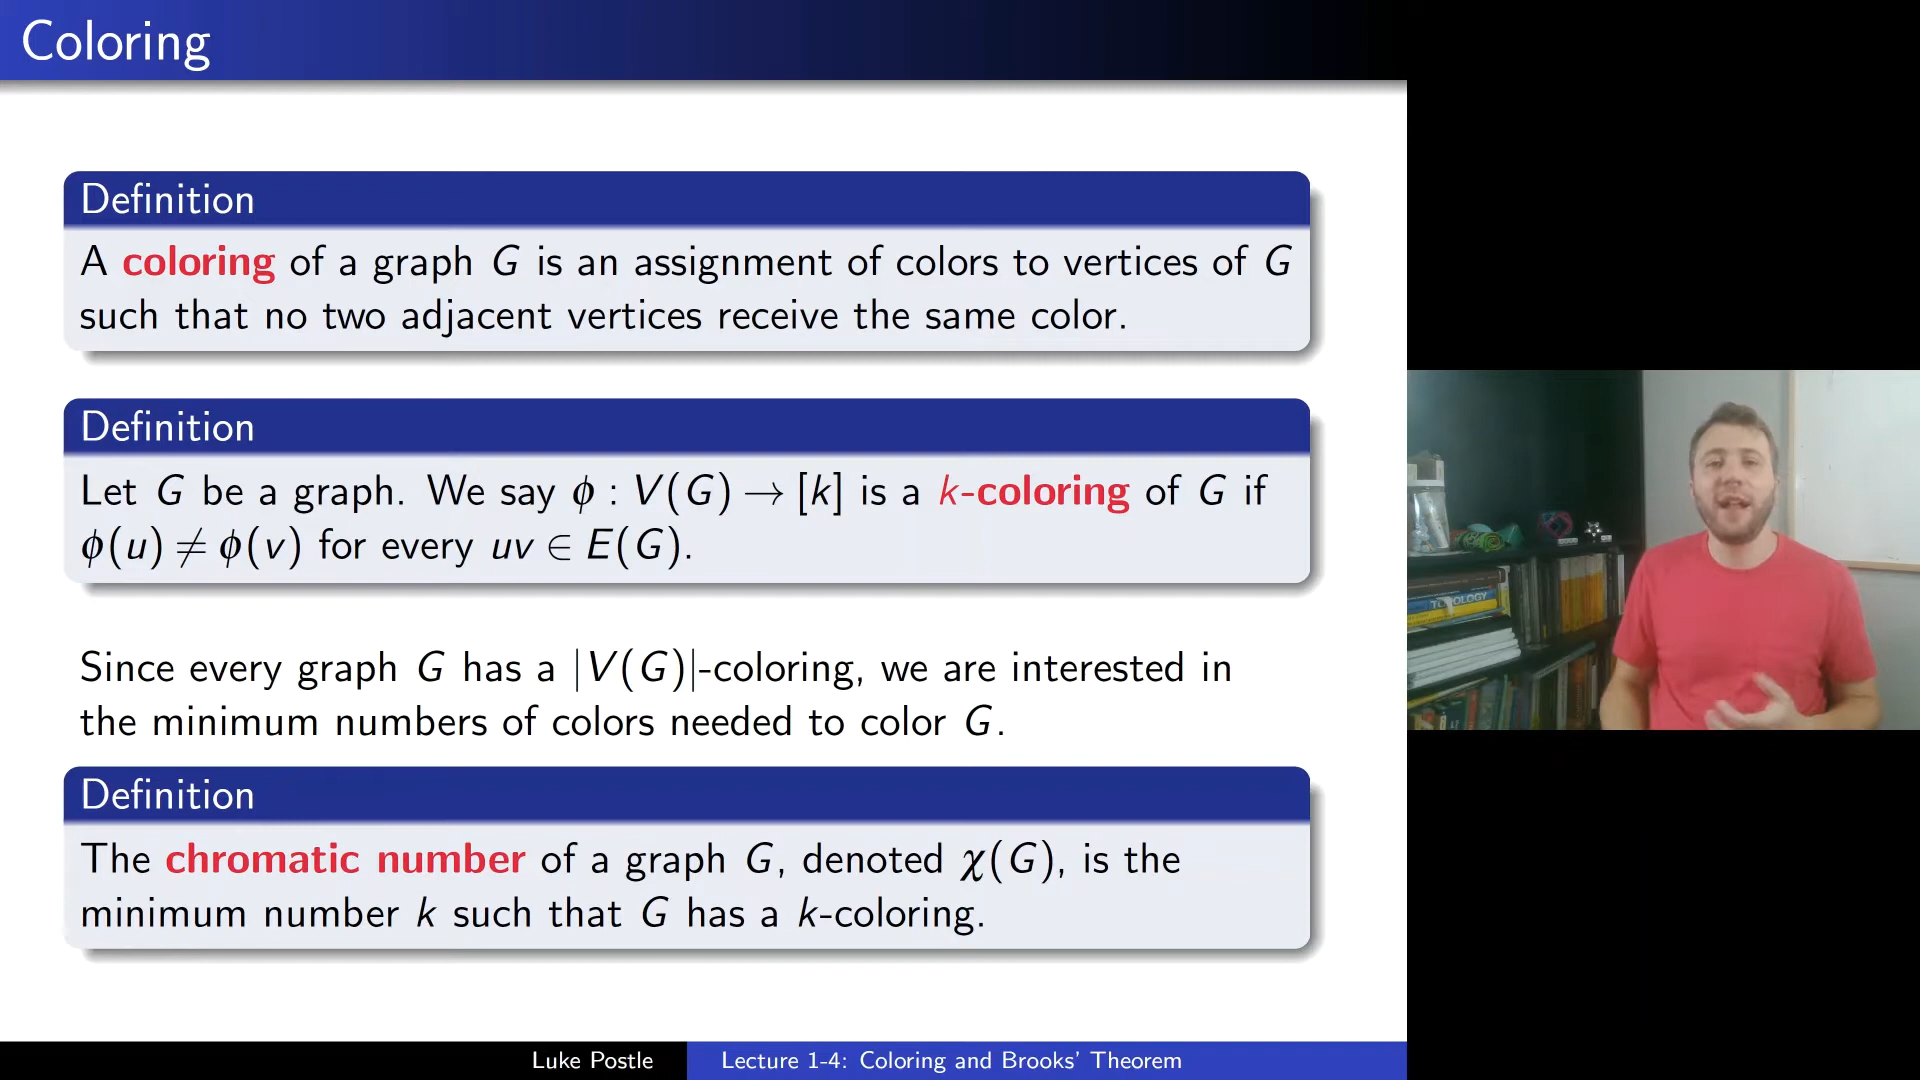 Coloring
Definition
A coloring of a graph G is an assignment of colors to vertices of G
such that no two adjacent vertices receive the same color.
Definition
Let G be a graph. We say ϕ : V(G) → [k] is a k-coloring of G if
ϕ(u) ≠ ϕ(v) for every uv ∈ E(G).
Since every graph G has a |V(G)|-coloring, we are interested in
the minimum numbers of colors needed to color G.
Definition
The chromatic number of a graph G, denoted χ(G), is the
minimum number k such that G has a k-coloring.
Luke Postle
Lecture 1-4: Coloring and Brooks' Theorem
TOPOLOGY